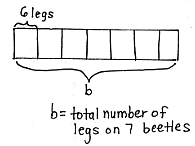 6 legs
b
b = total number of
legs on 7 beetles